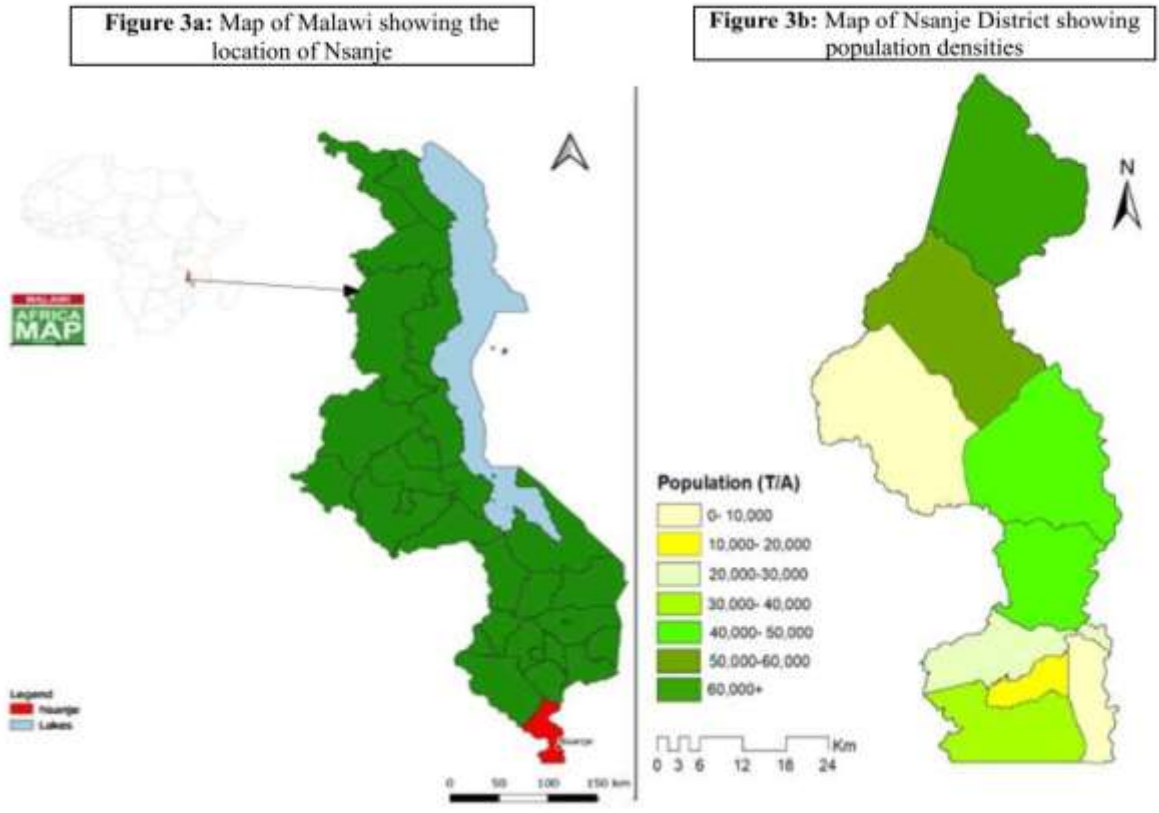 Figure 3a: Map of Malawi showing the
location of Nsanje
MALAWI
AFRICA
MAP
Legend
Nsanje
Lakes
Nsanje
0 50 100 150 km
Figure 3b: Map of Nsanje District showing
population densities
N
Population (T/A)
0- 10,000
10,000- 20,000
20,000-30,000
30,000- 40,000
40,000- 50,000
50,000-60,000
60,000+
Km
0 3 6 12 18 24